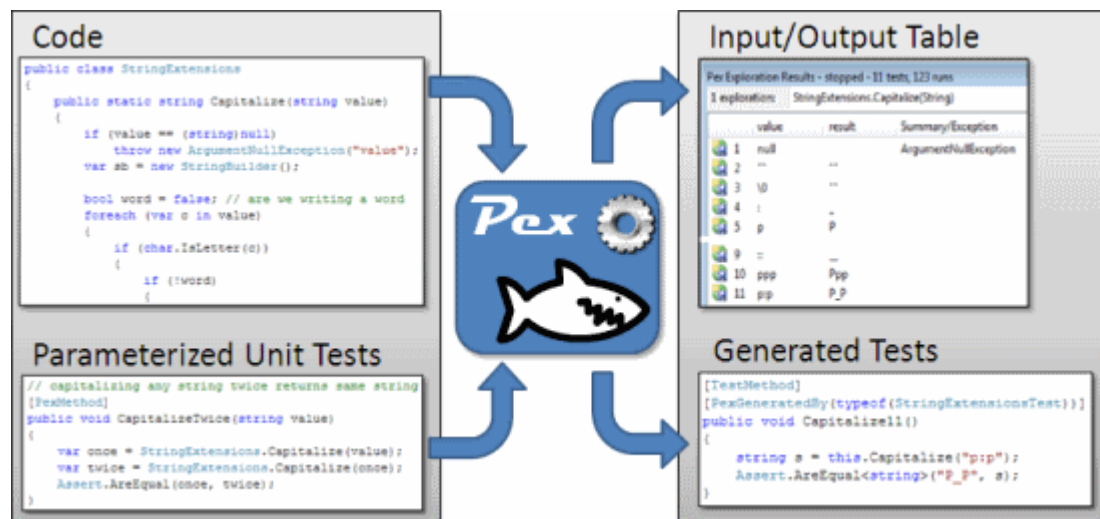 Code
public class StringExtensions
{
public static string Capitalize(string value)
{
if (value == (string)null)
throw new ArgumentNullException("value");
var sb = new StringBuilder();
bool word = false; // are we writing a word
foreach (var c in value)
{
if (char.IsLetter(c))
{
if (!word)
{
Parameterized Unit Tests
// capitalizing any string twice returns same string
[PexMethod]
public void CapitalizeTwice(string value)
{
var once = StringExtensions.Capitalize(value);
var twice = StringExtensions.Capitalize(once);
Assert.AreEqual(once, twice);
}
Pex
Input/Output Table
Pex Exploration Results - stopped - 11 tests, 123 runs
1 exploration: StringExtensions.Capitalize(String)
value result Summary/Exception
1 null ArgumentNullException
2 "" ""
3 \0 ""
4 : _
5 p P
9 :: __
10 ppp Ppp
11 p:p P_P
Generated Tests
[TestMethod]
[PexGeneratedBy(typeof(StringExtensionsTest))]
public void Capitalize11()
{
string s = this.Capitalize("p:p");
Assert.AreEqual<string>("P_P", s);
}